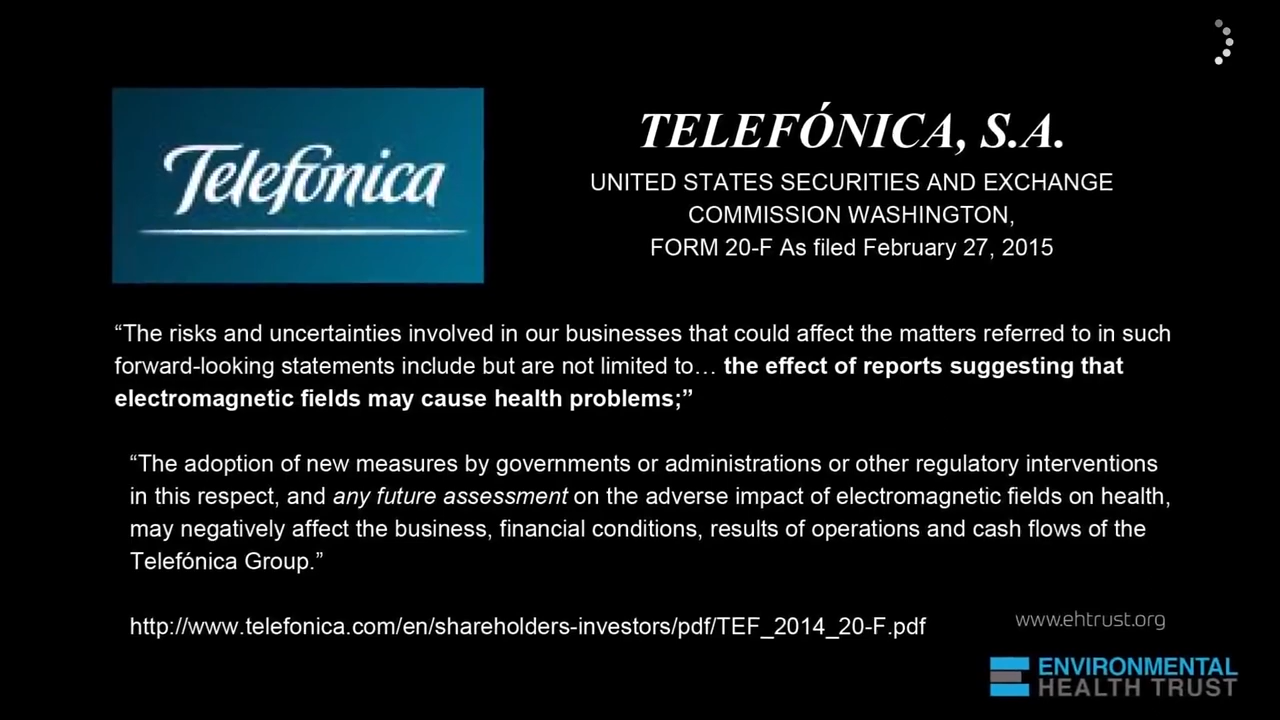 Telefónica
TELEFÓNICA, S.A.
UNITED STATES SECURITIES AND EXCHANGE
COMMISSION WASHINGTON,
FORM 20-F As filed February 27, 2015
“The risks and uncertainties involved in our businesses that could affect the matters referred to in such
forward-looking statements include but are not limited to… the effect of reports suggesting that
electromagnetic fields may cause health problems;”
“The adoption of new measures by governments or administrations or other regulatory interventions
in this respect, and any future assessment on the adverse impact of electromagnetic fields on health,
may negatively affect the business, financial conditions, results of operations and cash flows of the
Telefónica Group.”
http://www.telefonica.com/en/shareholders-investors/pdf/TEF_2014_20-F.pdf
www.ehtrust.org
ENVIRONMENTAL
HEALTH TRUST